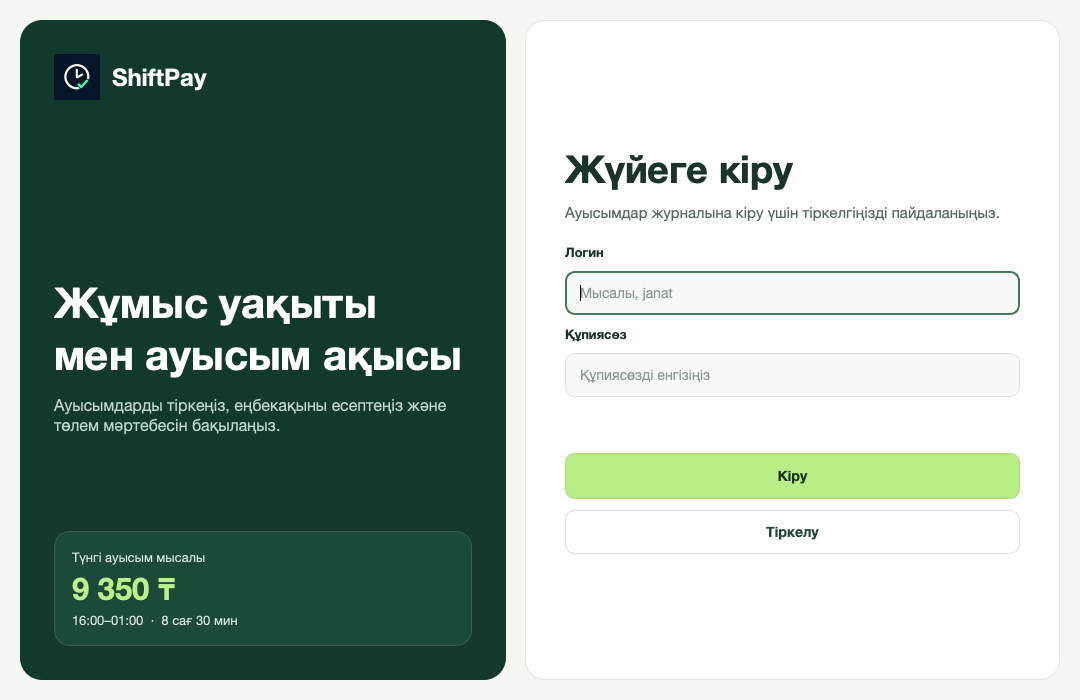 ShiftPay
Жұмыс уақыты
мен ауысым ақысы
Ауысымдарды тіркеңіз, еңбекақыны есептеңіз және
төлем мәртебесін бақылаңыз.
Түнгі ауысым мысалы
9 350 ₸
16:00–01:00 · 8 сағ 30 мин
Жүйеге кіру
Ауысымдар журналына кіру үшін тіркелгіңізді пайдаланыңыз.
Логин
Мысалы, janat
Құпиясөз
Құпиясөзді енгізіңіз
Кіру
Тіркелу